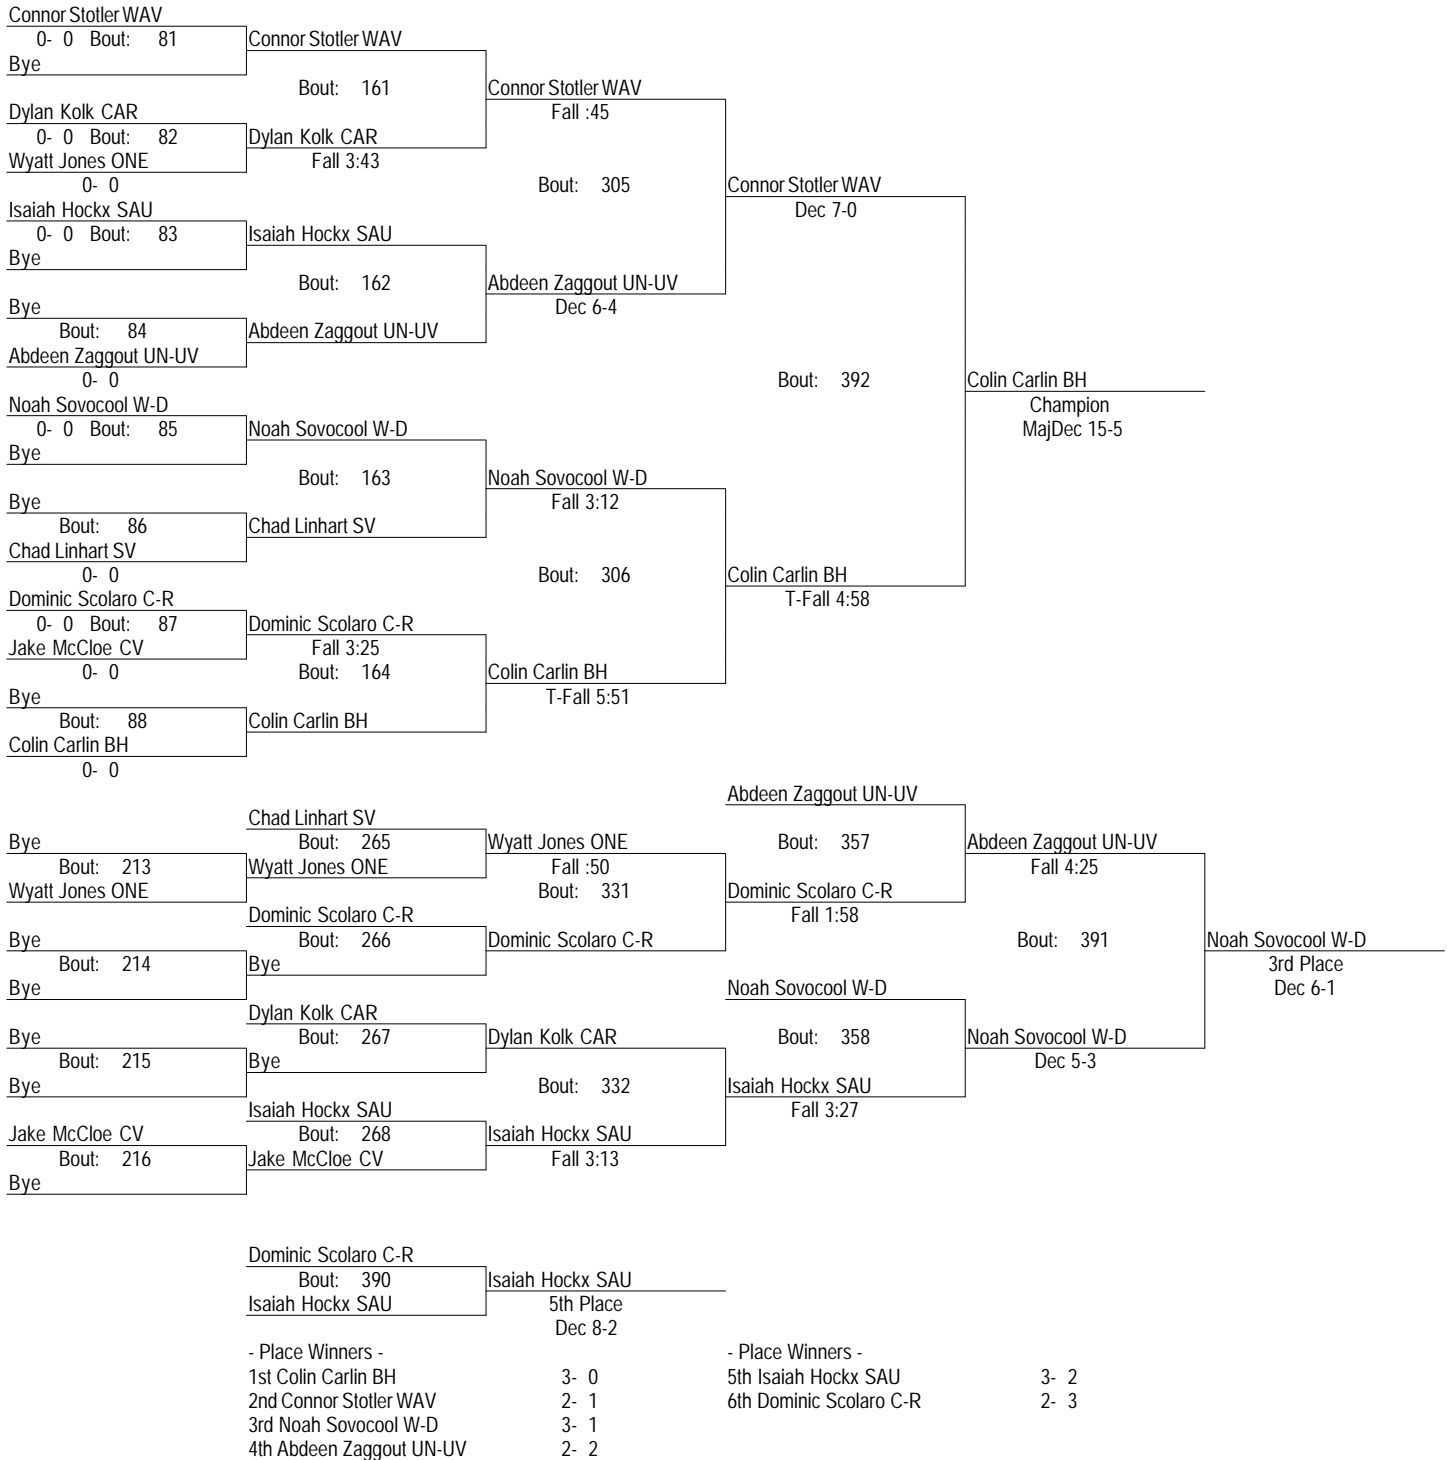 Connor Stotler WAV
0- 0 Bout: 81
Connor Stotler WAV
Bye
Bout: 161
Connor Stotler WAV
Dylan Kolk CAR
Fall :45
0- 0 Bout: 82
Dylan Kolk CAR
Wyatt Jones ONE
Fall 3:43
0- 0
Bout: 305
Connor Stotler WAV
Isaiah Hockx SAU
Dec 7-0
0- 0 Bout: 83
Isaiah Hockx SAU
Bye
Bout: 162
Abdeen Zaggout UN-UV
Bye
Dec 6-4
Bout: 84
Abdeen Zaggout UN-UV
Abdeen Zaggout UN-UV
0- 0
Bout: 392
Colin Carlin BH
Noah Sovocool W-D
Champion
0- 0 Bout: 85
Noah Sovocool W-D
MajDec 15-5
Bye
Bout: 163
Noah Sovocool W-D
Bye
Fall 3:12
Bout: 86
Chad Linhart SV
Chad Linhart SV
0- 0
Bout: 306
Colin Carlin BH
Dominic Scolaro C-R
T-Fall 4:58
0- 0 Bout: 87
Dominic Scolaro C-R
Jake McCloe CV
Fall 3:25
0- 0
Bout: 164
Colin Carlin BH
Bye
T-Fall 5:51
Bout: 88
Colin Carlin BH
Colin Carlin BH
0- 0
Abdeen Zaggout UN-UV
Chad Linhart SV
Bye
Bout: 265
Wyatt Jones ONE
Bout: 357
Abdeen Zaggout UN-UV
Bout: 213
Wyatt Jones ONE
Fall :50
Fall 4:25
Wyatt Jones ONE
Bout: 331
Dominic Scolaro C-R
Dominic Scolaro C-R
Fall 1:58
Bye
Bout: 266
Dominic Scolaro C-R
Bout: 391
Noah Sovocool W-D
Bout: 214
Bye
3rd Place
Bye
Noah Sovocool W-D
Dec 6-1
Dylan Kolk CAR
Bye
Bout: 267
Dylan Kolk CAR
Bout: 358
Noah Sovocool W-D
Bout: 215
Bye
Dec 5-3
Bye
Bout: 332
Isaiah Hockx SAU
Isaiah Hockx SAU
Fall 3:27
Jake McCloe CV
Bout: 268
Isaiah Hockx SAU
Bout: 216
Jake McCloe CV
Fall 3:13
Bye
Dominic Scolaro C-R
Bout: 390
Isaiah Hockx SAU
Isaiah Hockx SAU
5th Place
Dec 8-2
- Place Winners -
1st Colin Carlin BH 3- 0
2nd Connor Stotler WAV 2- 1
3rd Noah Sovocool W-D 3- 1
4th Abdeen Zaggout UN-UV 2- 2
- Place Winners -
5th Isaiah Hockx SAU 3- 2
6th Dominic Scolaro C-R 2- 3